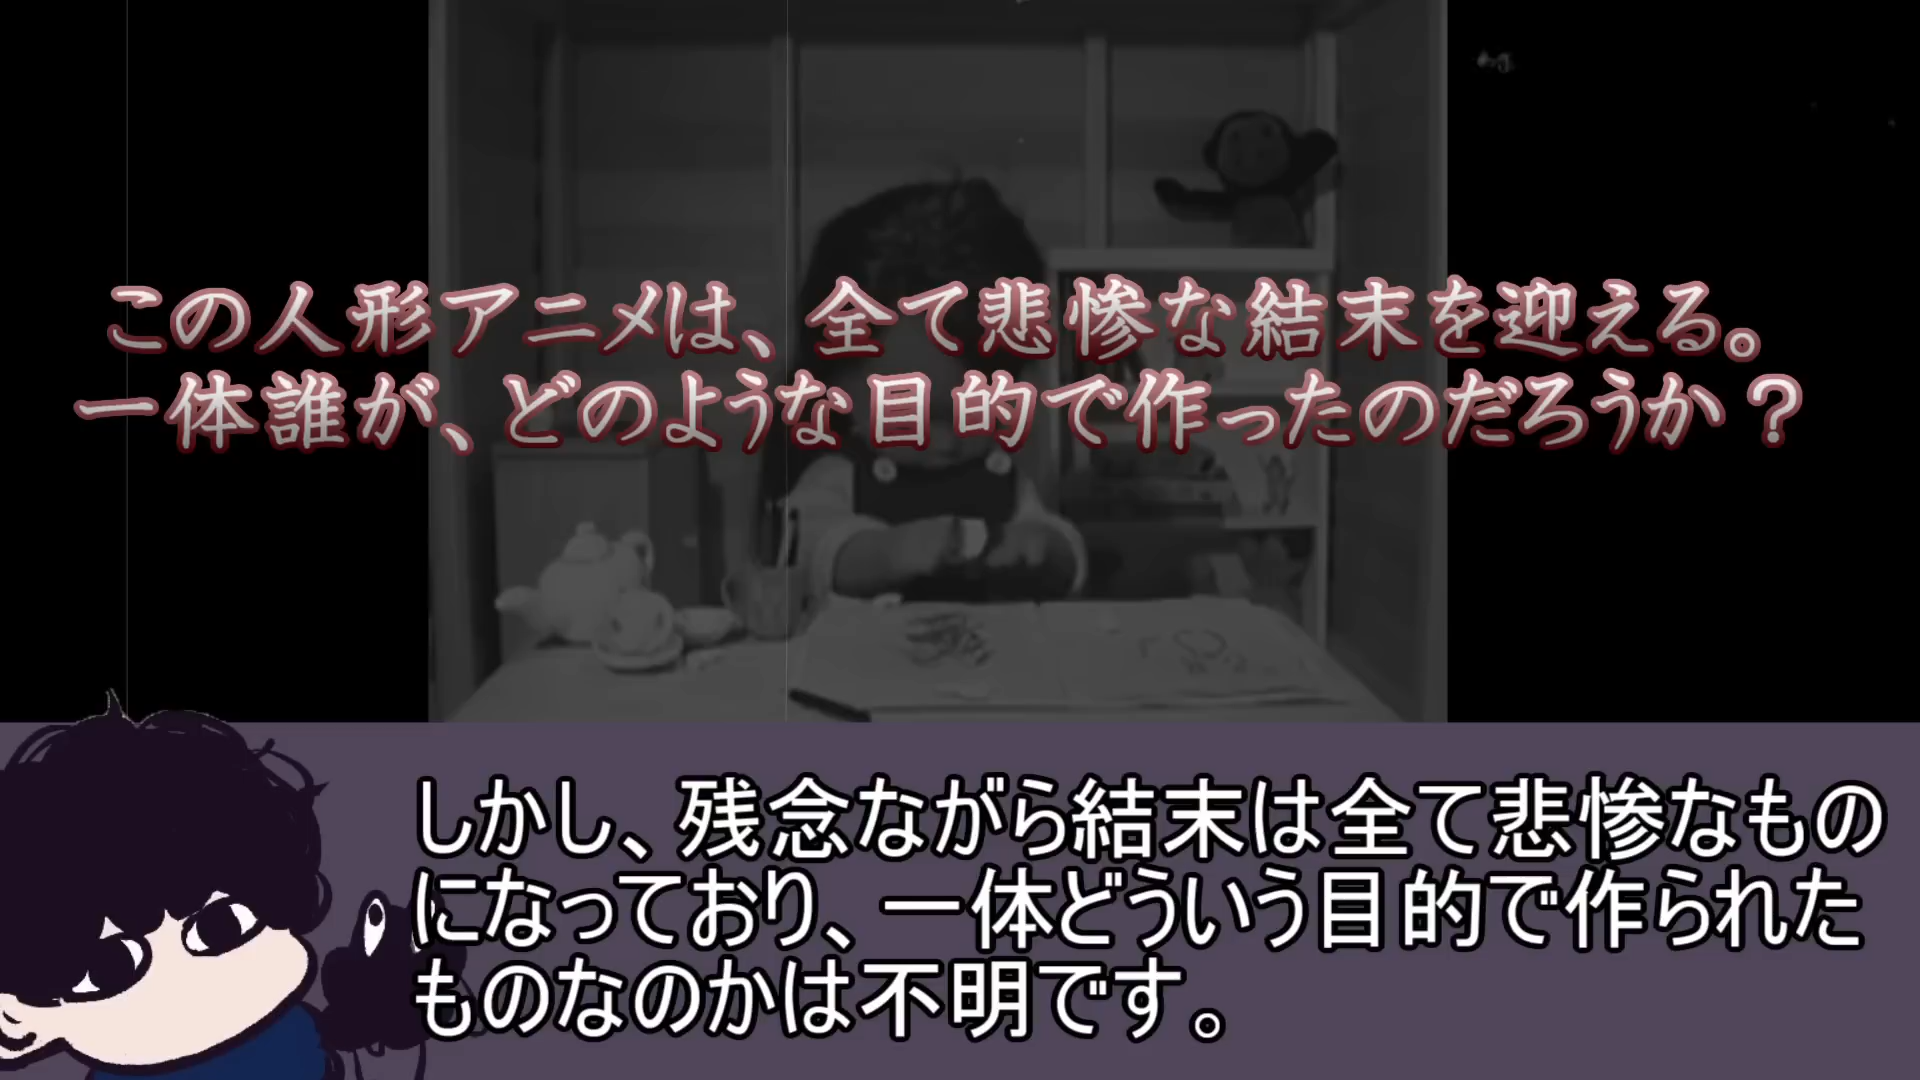 この人形アニメは、全て悲惨な結末を迎える。
一体誰が、どのような目的で作ったのだろうか？
しかし、残念ながら結末は全て悲惨なもの
になっており、一体どういう目的で作られた
ものなのかは不明です。